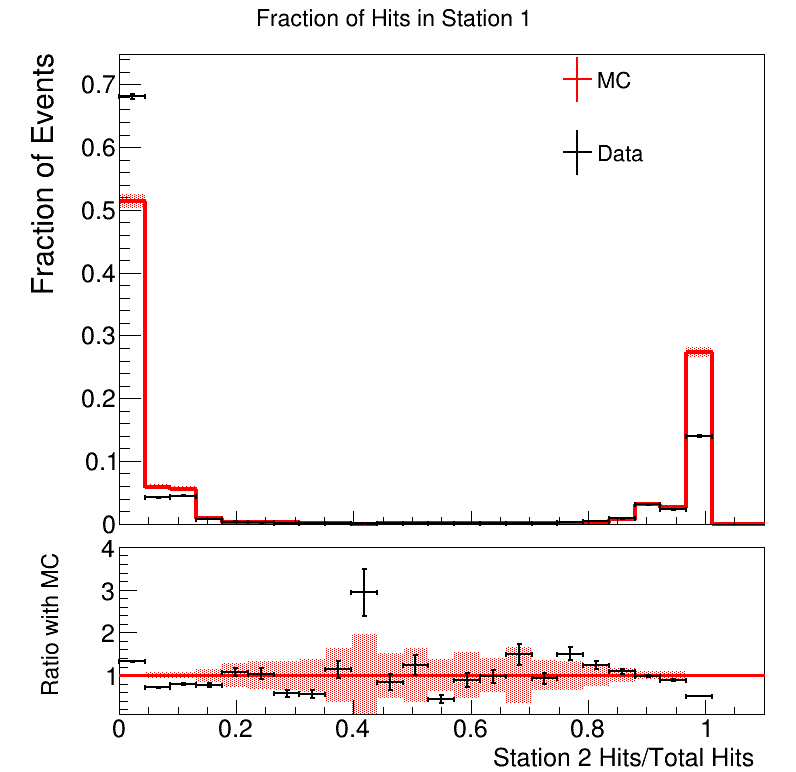 Fraction of Hits in Station 1
Fraction of Events
0.7
0.6
0.5
0.4
0.3
0.2
0.1
0
MC
Data
Ratio with MC
4
3
2
1
0 0.2 0.4 0.6 0.8 1
Station 2 Hits/Total Hits